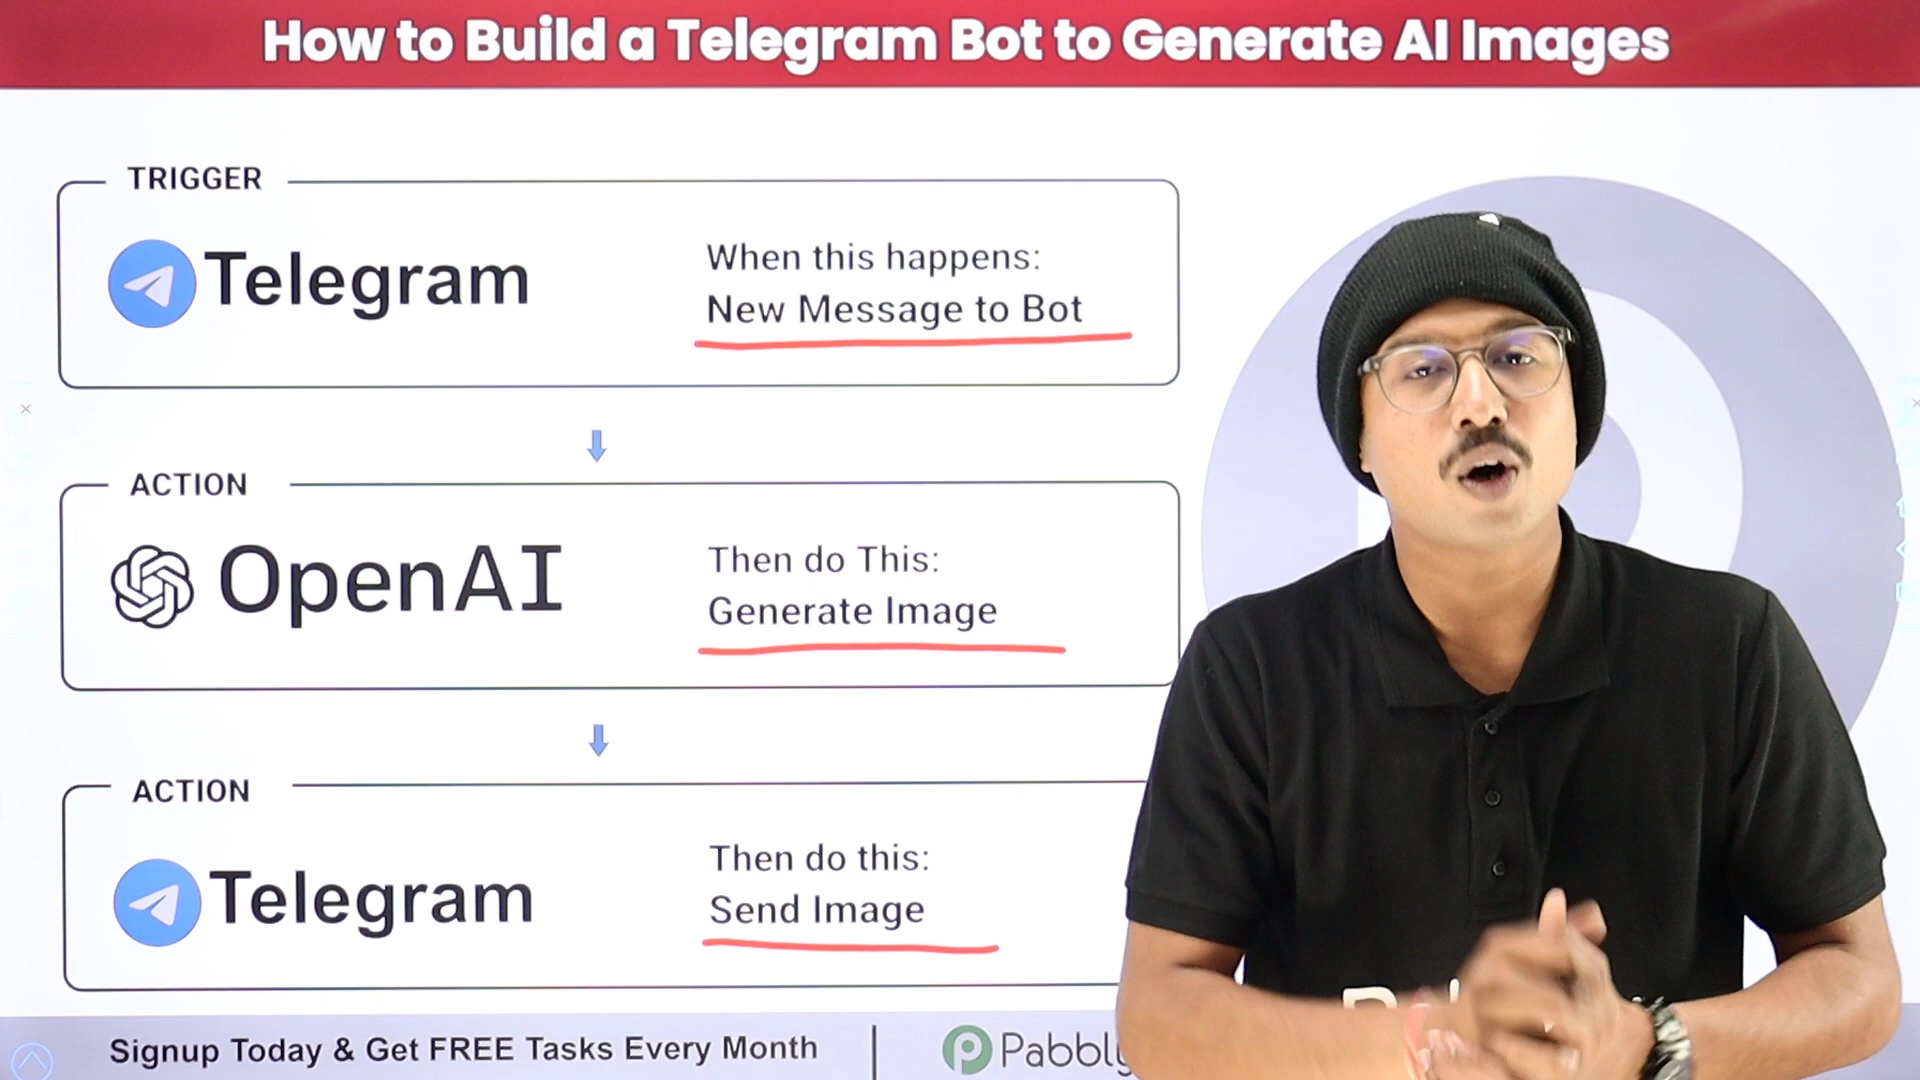 How to Build a Telegram Bot to Generate AI Images
TRIGGER
Telegram
When this happens:
New Message to Bot
ACTION
OpenAI
Then do This:
Generate Image
ACTION
Telegram
Then do this:
Send Image
Signup Today & Get FREE Tasks Every Month
Pabbly